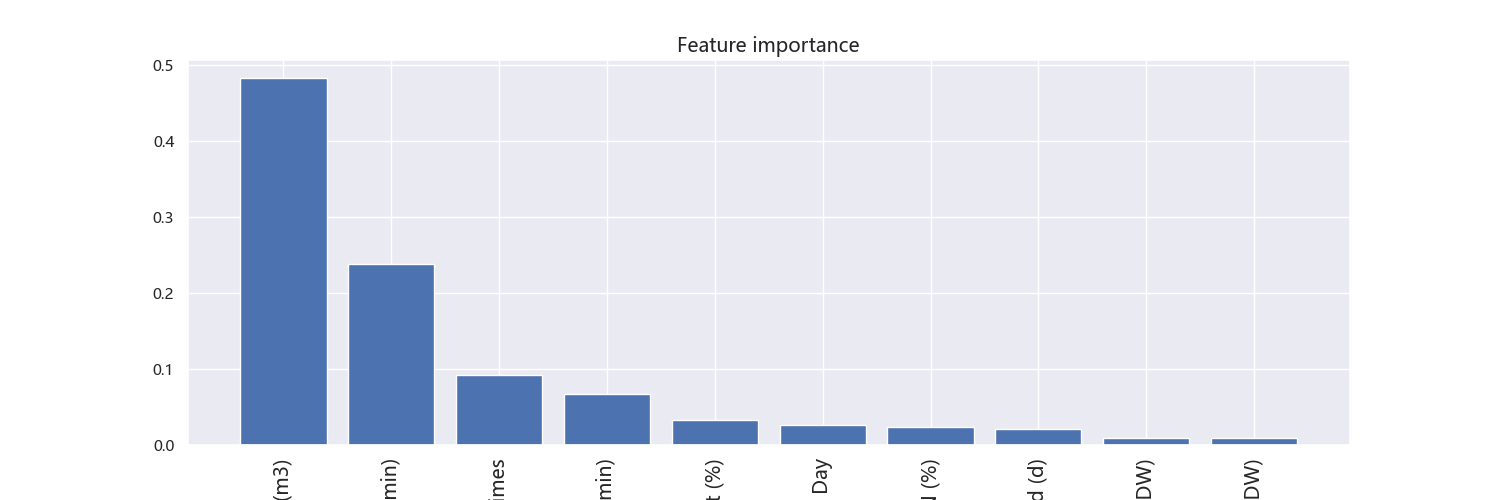 Feature importance
0.5
0.4
0.3
0.2
0.1
0.0
(m3)
min)
imes
min)
t (%)
Day
(%)
d (d)
DW)
DW)